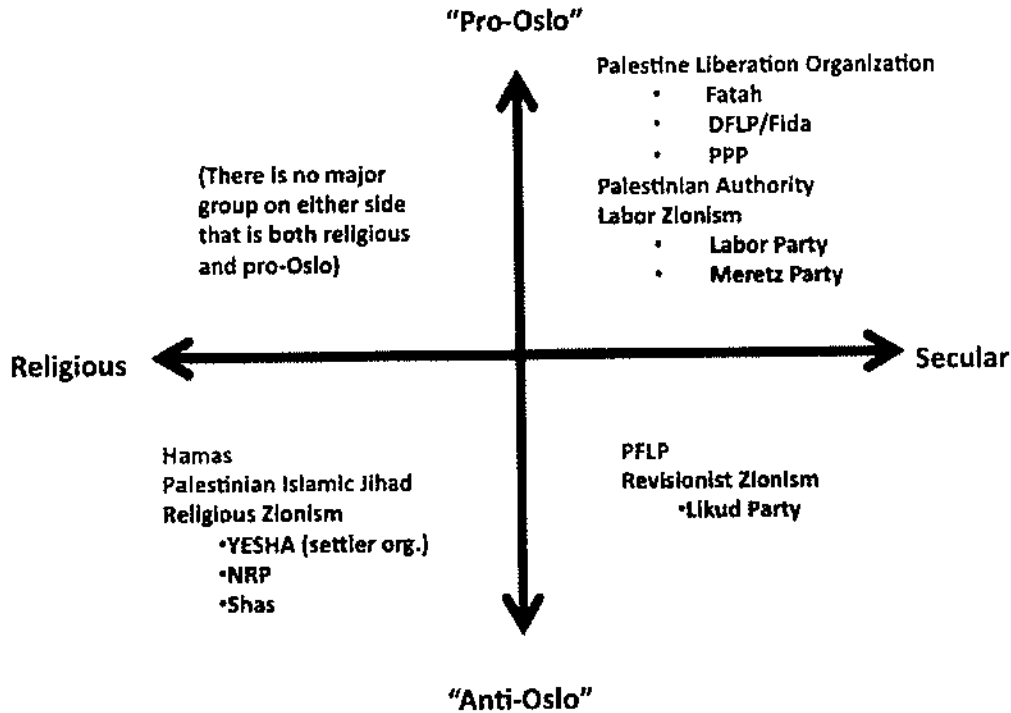 “Pro-Oslo”
Palestine Liberation Organization
• Fatah
• DFLP/Fida
• PPP
Palestinian Authority
Labor Zionism
• Labor Party
• Meretz Party
(There is no major
group on either side
that is both religious
and pro-Oslo)
Religious
Secular
Hamas
Palestinian Islamic Jihad
Religious Zionism
•YESHA (settler org.)
•NRP
•Shas
PFLP
Revisionist Zionism
•Likud Party
“Anti-Oslo”